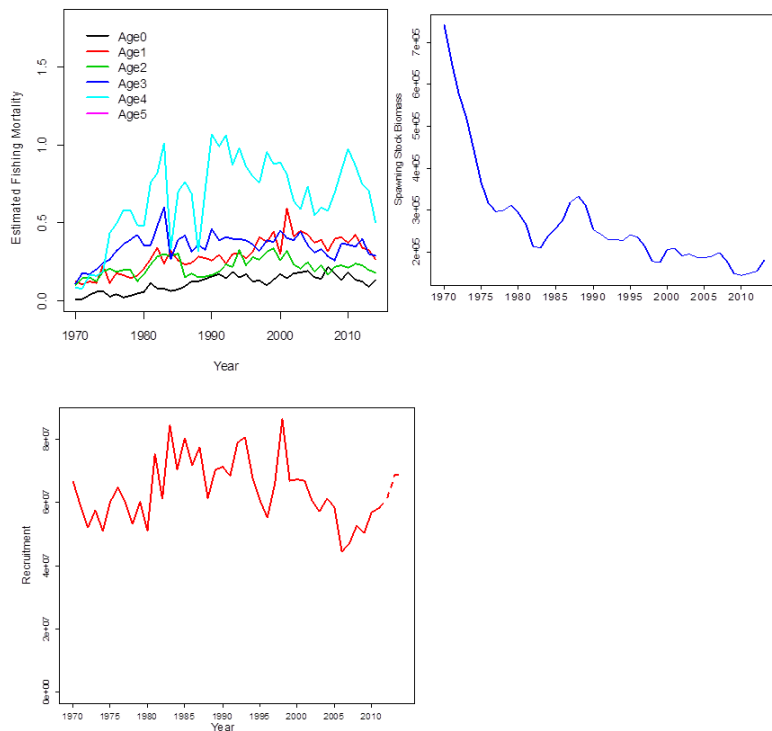 Age0
Age1
Age2
Age3
Age4
Age5
Estimated Fishing Mortality
0.0 0.5 1.0 1.5
1970 1980 1990 2000 2010
Year
Spawning Stock Biomass
2e+05 3e+05 4e+05 5e+05 6e+05 7e+05
1970 1975 1980 1985 1990 1995 2000 2005 2010
Recruitment
0e+00 2e+07 4e+07 6e+07 8e+07
1970 1975 1980 1985 1990 1995 2000 2005 2010
Year